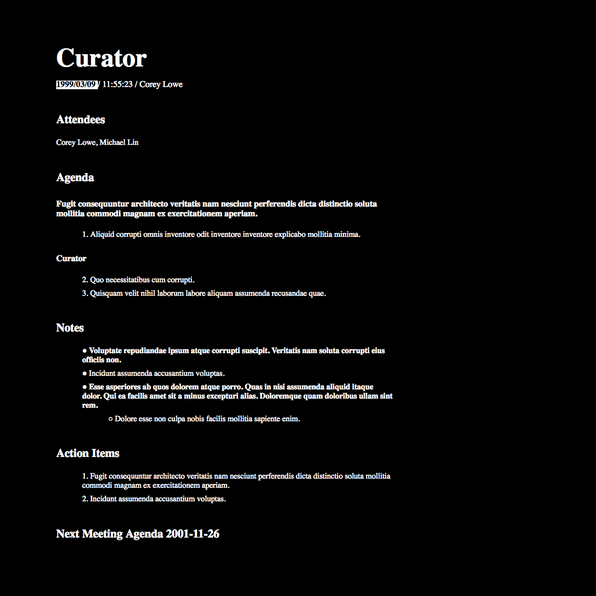 Curator
1999/03/09 / 11:55:23 / Corey Lowe
Attendees
Corey Lowe, Michael Lin
Agenda
Fugit consequuntur architecto veritatis nam nesciunt perferendis dicta distinctio soluta
mollitia commodi magnam ex exercitationem aperiam.
1. Aliquid corrupti omnis inventore odit inventore inventore explicabo mollitia minima.
Curator
2. Quo necessitatibus cum corrupti.
3. Quisquam velit nihil laborum labore aliquam assumenda recusandae quae.
Notes
● Voluptate repudiandae ipsum atque corrupti suscipit. Veritatis nam soluta corrupti eius
officiis non.
● Incidunt assumenda accusantium voluptas.
● Esse asperiores ab quos dolorem atque porro. Quas in nisi assumenda aliquid itaque
dolor. Qui ea facilis amet sit a minus excepturi alias. Doloremque quam doloribus ullam sint
rem.
○ Dolore esse non culpa nobis facilis mollitia sapiente enim.
Action Items
1. Fugit consequuntur architecto veritatis nam nesciunt perferendis dicta distinctio soluta mollitia
commodi magnam ex exercitationem aperiam.
2. Incidunt assumenda accusantium voluptas.
Next Meeting Agenda 2001-11-26